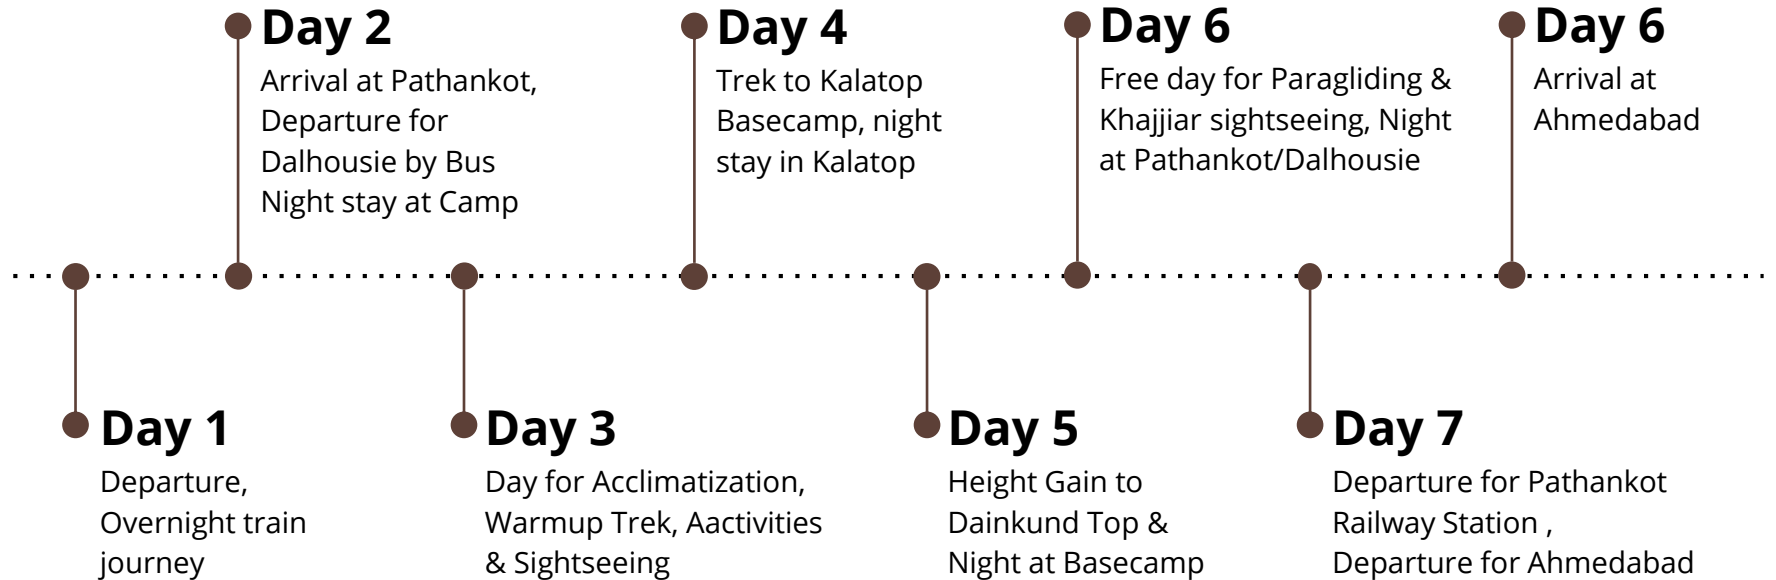 Day 2
Arrival at Pathankot,
Departure for
Dalhousie by Bus
Night stay at Camp
Day 4
Trek to Kalatop
Basecamp, night
stay in Kalatop
Day 6
Free day for Paragliding &
Khajjiar sightseeing, Night
at Pathankot/Dalhousie
Day 6
Arrival at
Ahmedabad
Day 1
Departure,
Overnight train
journey
Day 3
Day for Acclimatization,
Warmup Trek, Aactivities
& Sightseeing
Day 5
Height Gain to
Dainkund Top &
Night at Basecamp
Day 7
Departure for Pathankot
Railway Station ,
Departure for Ahmedabad